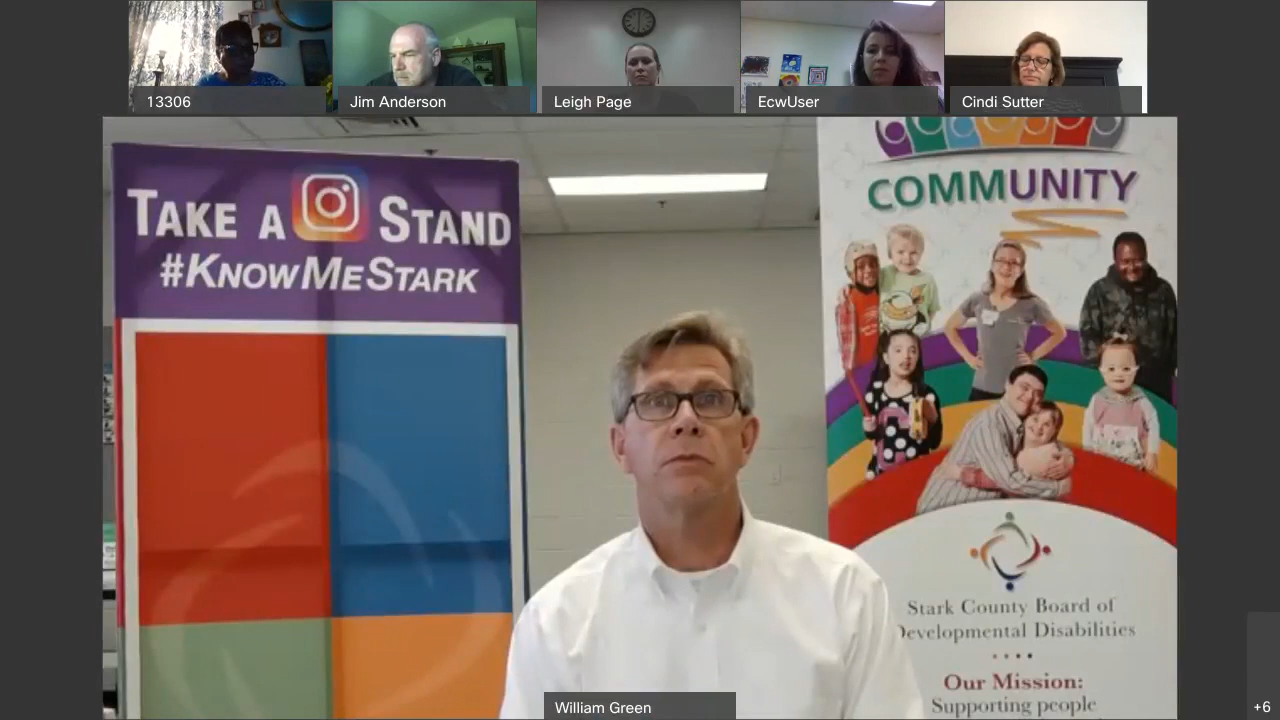 13306
Jim Anderson
Leigh Page
EcwUser
Cindi Sutter
TAKE A STAND
#KNOWMESTARK
COMMUNITY
Stark County Board of
Developmental Disabilities
Our Mission:
Supporting people
William Green
+6